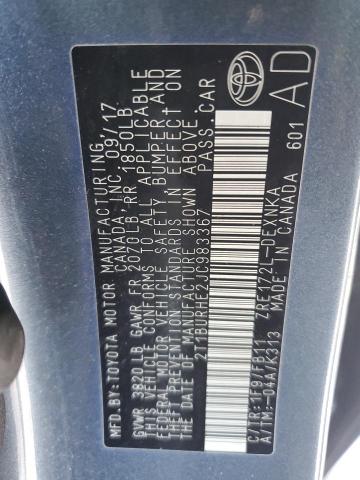 MFD.BY:TOYOTA MOTOR MANUFACTURING
CANADA, INC. 09/17
GVWR 3820 LB GAWR FR 2070LB RR 1850LB
THIS VEHICLE CONFORMS TO ALL APPLICABLE
FEDERAL MOTOR VEHICLE SAFETY, BUMPER AND
THEFT PREVENTION STANDARDS IN EFFECT ON
THE DATE OF MANUFACTURE SHOWN ABOVE.
2T1BURHE2JC983367 PASS.CAR
C/TR:1F9/FB11 ZRE172L-DEXNKA
A/TM:-04A/K313 MADE IN CANADA 601
AD